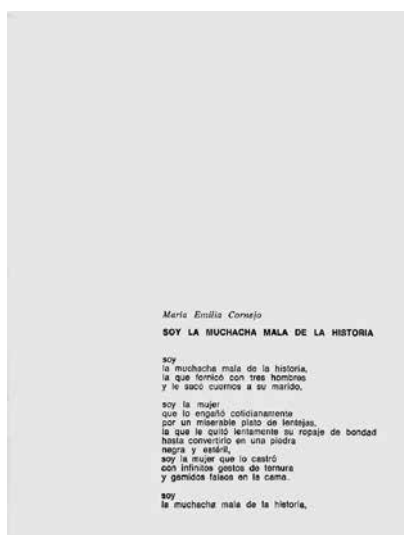 María Emilia Cornejo
SOY LA MUCHACHA MALA DE LA HISTORIA
soy
la muchacha mala de la historia,
la que fornicó con tres hombres
y le sacó cuernos a su marido.
soy la mujer
que lo engañó cotidianamente
por un miserable plato de lentejas,
la que le quitó lentamente su ropaje de bondad
hasta convertirlo en una piedra
negra y estéril,
soy la mujer que lo castró
con infinitos gestos de ternura
y gemidos falsos en la cama.
soy
la muchacha mala de la historia,